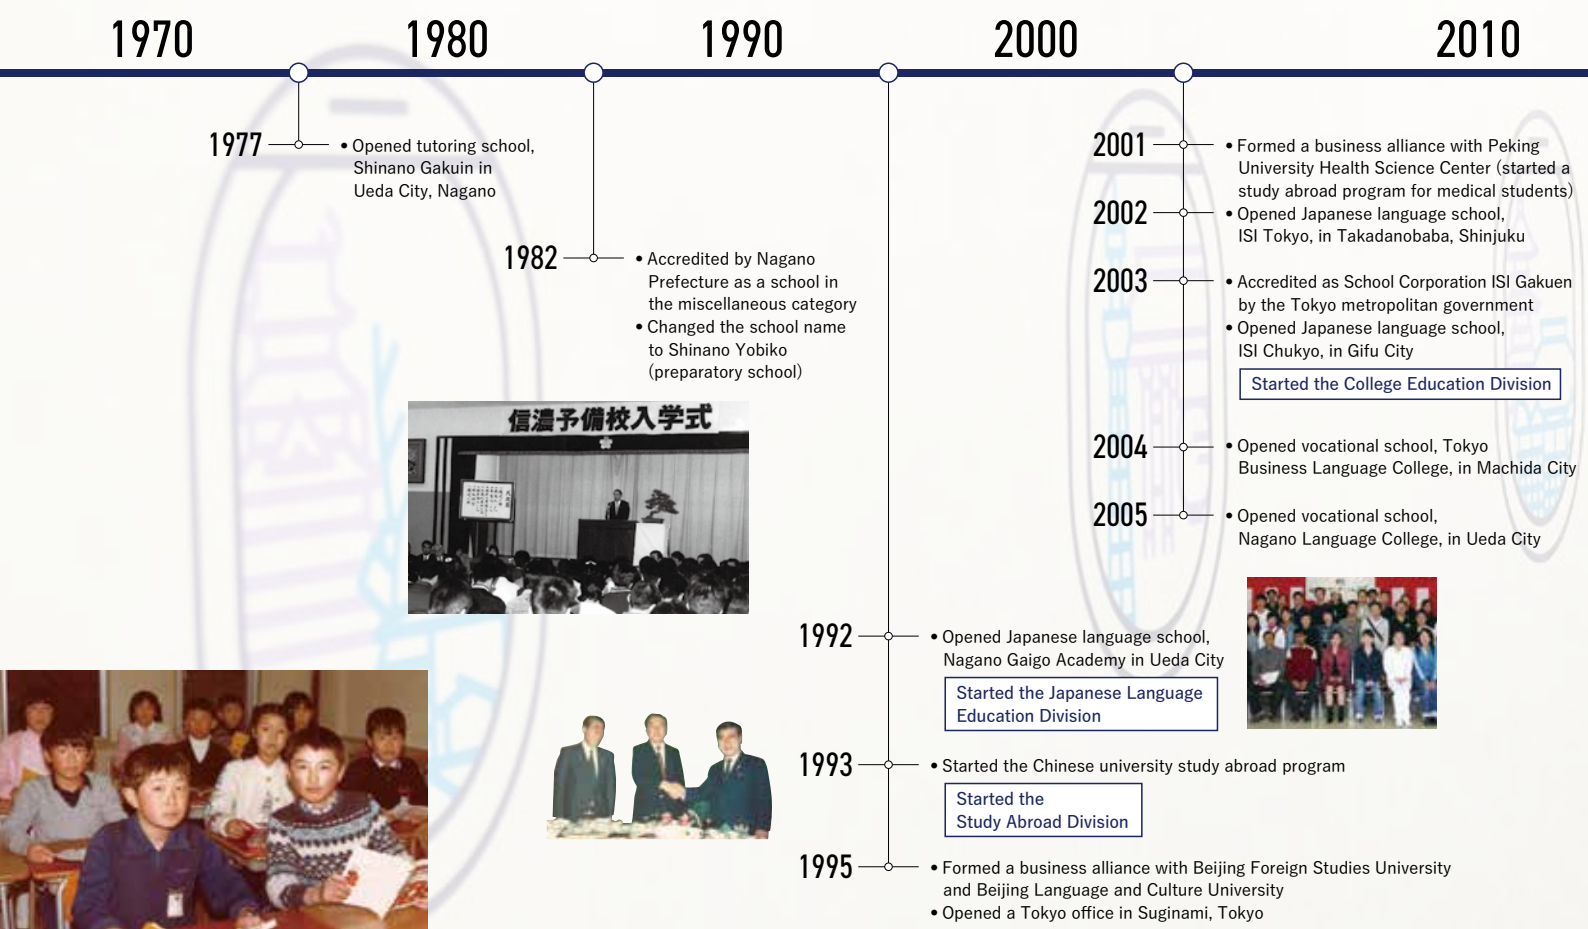 1970
1980
1990
2000
2010
1977
• Opened tutoring school,
Shinano Gakuin in
Ueda City, Nagano
1982
• Accredited by Nagano
Prefecture as a school in
the miscellaneous category
• Changed the school name
to Shinano Yobiko
(preparatory school)
信濃予備校入学式
1992
• Opened Japanese language school,
Nagano Gaigo Academy in Ueda City
Started the Japanese Language
Education Division
1993
• Started the Chinese university study abroad program
Started the
Study Abroad Division
1995
• Formed a business alliance with Beijing Foreign Studies University
and Beijing Language and Culture University
• Opened a Tokyo office in Suginami, Tokyo
2001
• Formed a business alliance with Peking
University Health Science Center (started a
study abroad program for medical students)
2002
• Opened Japanese language school,
ISI Tokyo, in Takadanobaba, Shinjuku
2003
• Accredited as School Corporation ISI Gakuen
by the Tokyo metropolitan government
• Opened Japanese language school,
ISI Chukyo, in Gifu City
Started the College Education Division
2004
• Opened vocational school, Tokyo
Business Language College, in Machida City
2005
• Opened vocational school,
Nagano Language College, in Ueda City